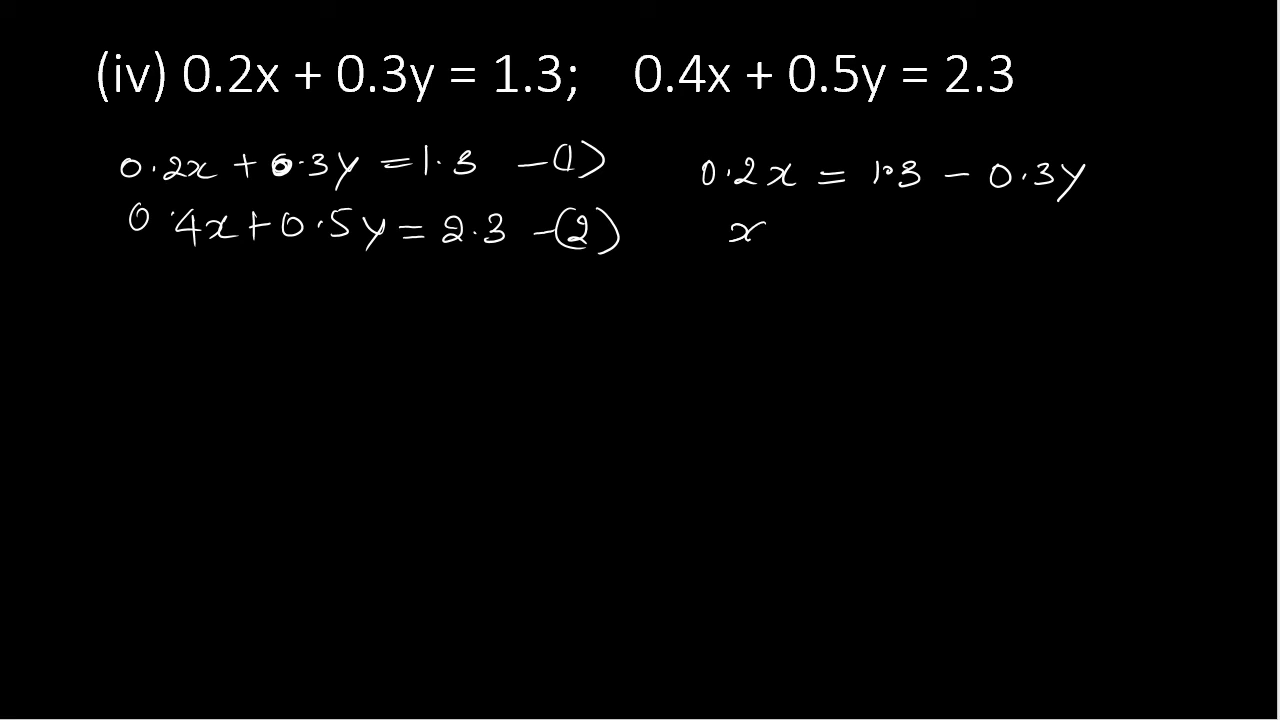 (iv) 0.2x + 0.3y = 1.3; 0.4x + 0.5y = 2.3
0.2x + 0.3y = 1.3 - (1)
0.4x + 0.5y = 2.3 - (2)
0.2x = 1.3 - 0.3y
x